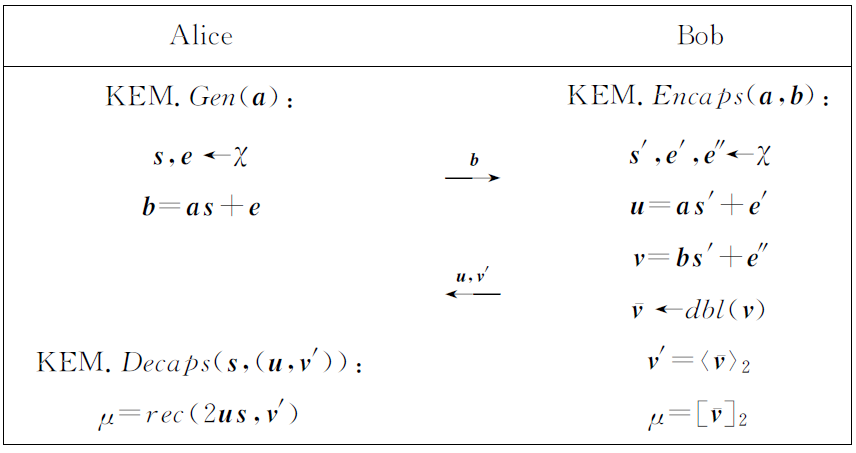 Alice Bob
KEM. Gen(a): KEM. Encaps(a,b):
s,e←χ b s′,e′,e″←χ
b=as+e u=as′+e′
v=bs′+e″
u,v′
v̄←dbl(v)
KEM. Decaps(s,(u,v′)): v′=⟨v̄⟩₂
μ=rec(2us,v′) μ=[v̄]₂